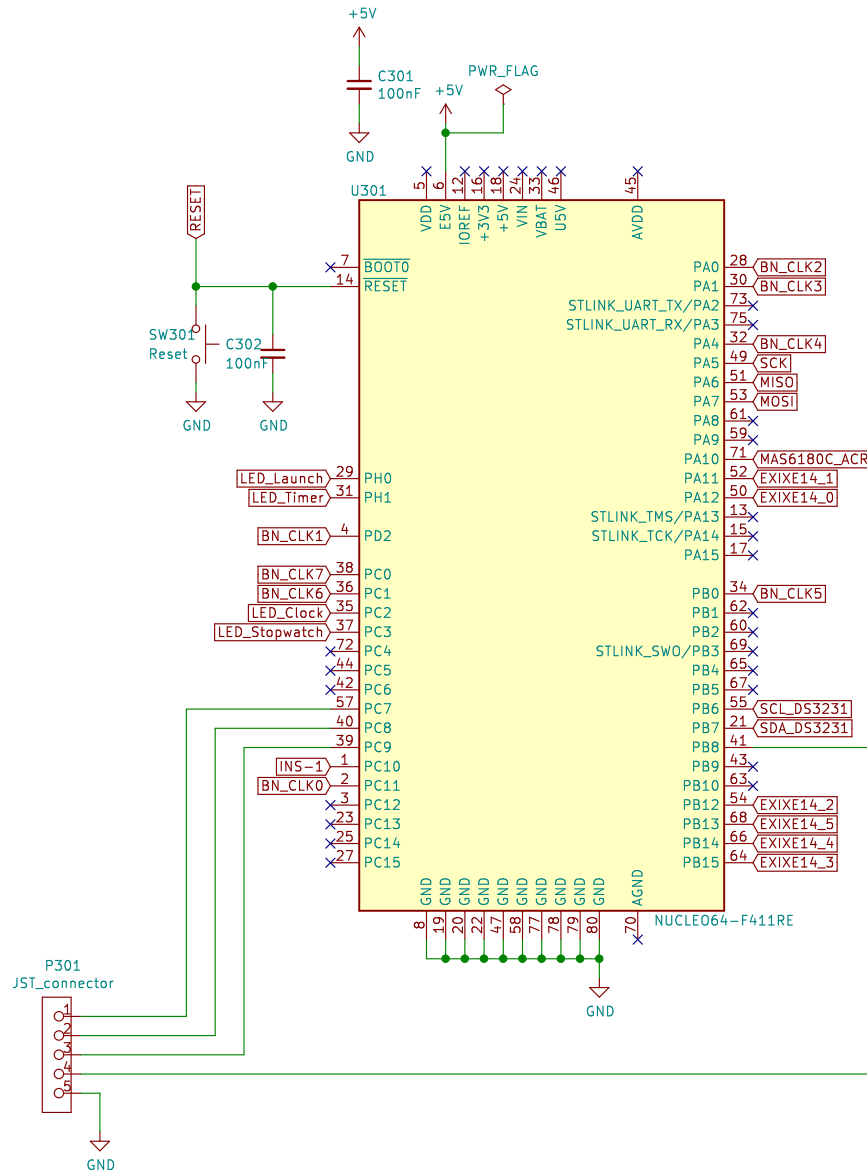 +5V
C301
100nF
GND
PWR_FLAG
+5V
U301
5
6
12
16
18
24
33
46
45
VDD
E5V
IOREF
+3V3
+5V
VIN
VBAT
U5V
AVDD
RESET
7 BOOT0
14 RESET
SW301
Reset
C302
100nF
GND
GND
LED_Launch 29 PH0
LED_Timer 31 PH1
BN_CLK1 4 PD2
BN_CLK7 38 PC0
BN_CLK6 36 PC1
LED_Clock 35 PC2
LED_Stopwatch 37 PC3
72 PC4
44 PC5
42 PC6
57 PC7
40 PC8
39 PC9
INS-1 1 PC10
BN_CLK0 2 PC11
3 PC12
23 PC13
25 PC14
27 PC15
PA0 28 BN_CLK2
PA1 30 BN_CLK3
STLINK_UART_TX/PA2 73
STLINK_UART_RX/PA3 75
PA4 32 BN_CLK4
PA5 49 SCK
PA6 51 MISO
PA7 53 MOSI
PA8 61
PA9 59
PA10 71 MAS6180C_ACR
PA11 52 EXIXE14_1
PA12 50 EXIXE14_0
STLINK_TMS/PA13 13
STLINK_TCK/PA14 15
PA15 17
PB0 34 BN_CLK5
PB1 62
PB2 60
STLINK_SWO/PB3 69
PB4 65
PB5 67
PB6 55 SCL_DS3231
PB7 21 SDA_DS3231
PB8 41
PB9 43
PB10 63
PB12 54 EXIXE14_2
PB13 68 EXIXE14_5
PB14 66 EXIXE14_4
PB15 64 EXIXE14_3
GND
GND
GND
GND
GND
GND
GND
GND
GND
GND
AGND
8
19
20
22
47
58
77
78
79
80
70
NUCLEO64-F411RE
GND
P301
JST_connector
1
2
3
4
5
GND